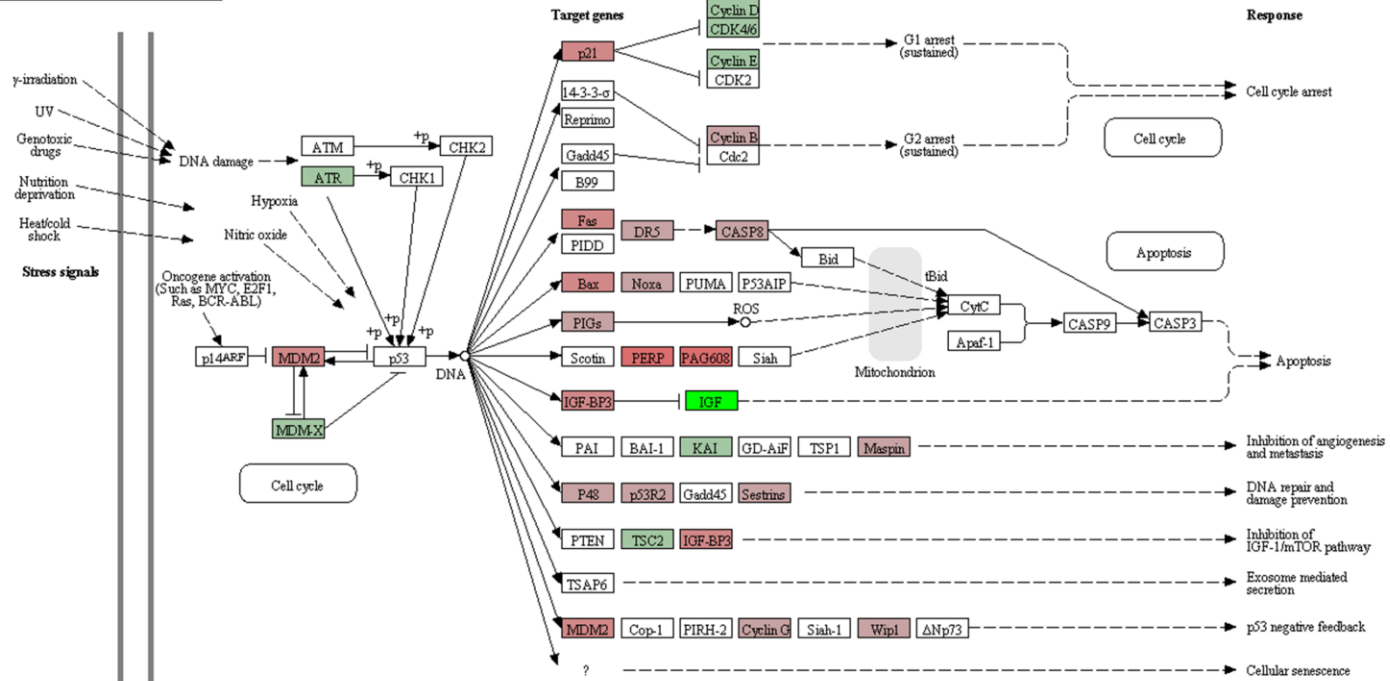 Target genes
Response
Cyclin D
CDK4/6
p21
G1 arrest
(sustained)
Cyclin E
CDK2
γ-irradiation
UV
Genotoxic
drugs
Nutrition
deprivation
Heat/cold
shock
Stress signals
DNA damage
ATM
+p
CHK2
ATR
+p
CHK1
Hypoxia
Nitric oxide
Oncogene activation
(Such as MYC, E2F1,
Ras, BCR-ABL)
+p
+p
+p
p14ARF
MDM2
p53
DNA
MDM-X
Cell cycle
14-3-3-σ
Reprimo
Cyclin B
Cdc2
G2 arrest
(sustained)
Cell cycle arrest
Cell cycle
Gadd45
B99
Fas
PIDD
DR5
CASP8
Bid
tBid
Apoptosis
Bax
Noxa
PUMA
P53AIP
CytC
PIGs
ROS
CASP9
CASP3
Apaf-1
Scotin
PERP
PAG608
Siah
Mitochondrion
Apoptosis
IGF-BP3
IGF
PAI
BAI-1
KAI
GD-AiF
TSP1
Maspin
Inhibition of angiogenesis
and metastasis
P48
p53R2
Gadd45
Sestrins
DNA repair and
damage prevention
PTEN
TSC2
IGF-BP3
Inhibition of
IGF-1/mTOR pathway
TSAP6
Exosome mediated
secretion
MDM2
Cop-1
PIRH-2
Cyclin G
Siah-1
Wip1
ΔNp73
p53 negative feedback
?
Cellular senescence